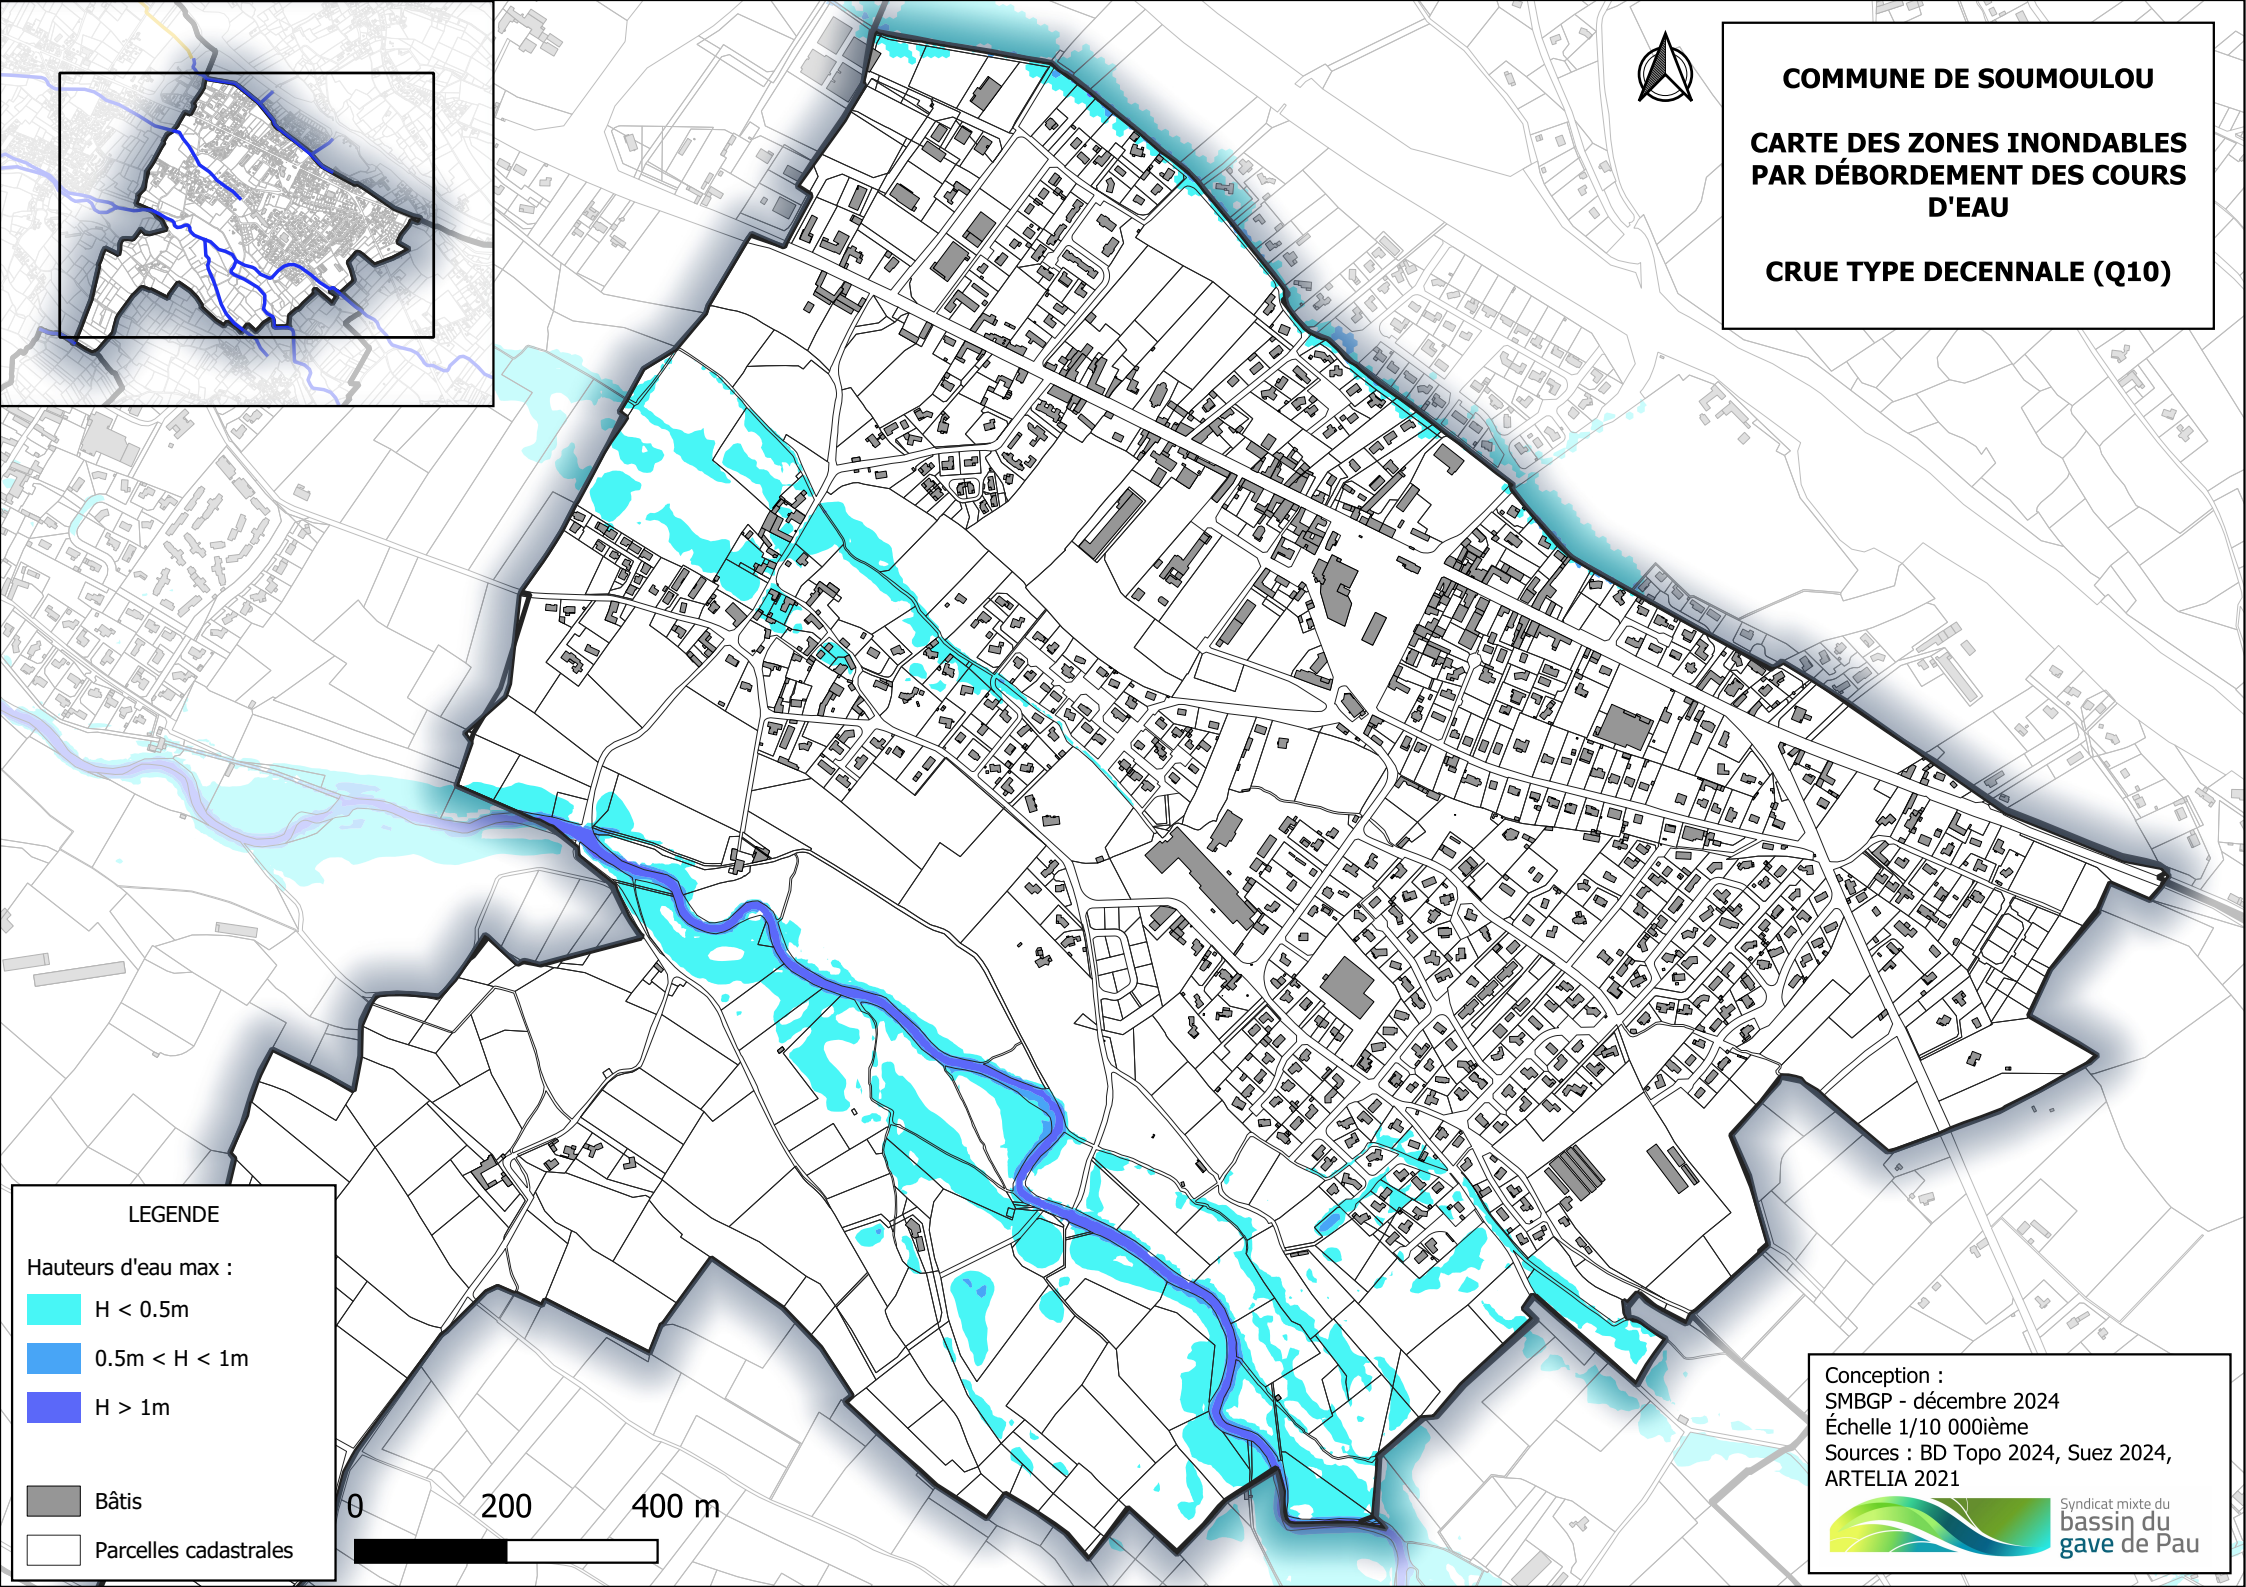 COMMUNE DE SOUMOULOU
CARTE DES ZONES INONDABLES
PAR DÉBORDEMENT DES COURS
D'EAU
CRUE TYPE DECENNALE (Q10)
LEGENDE
Hauteurs d'eau max :
H < 0.5m
0.5m < H < 1m
H > 1m
Bâtis
Parcelles cadastrales
0 200 400 m
Conception :
SMBGP - décembre 2024
Échelle 1/10 000ième
Sources : BD Topo 2024, Suez 2024,
ARTELIA 2021
Syndicat mixte du
bassin du
gave de Pau